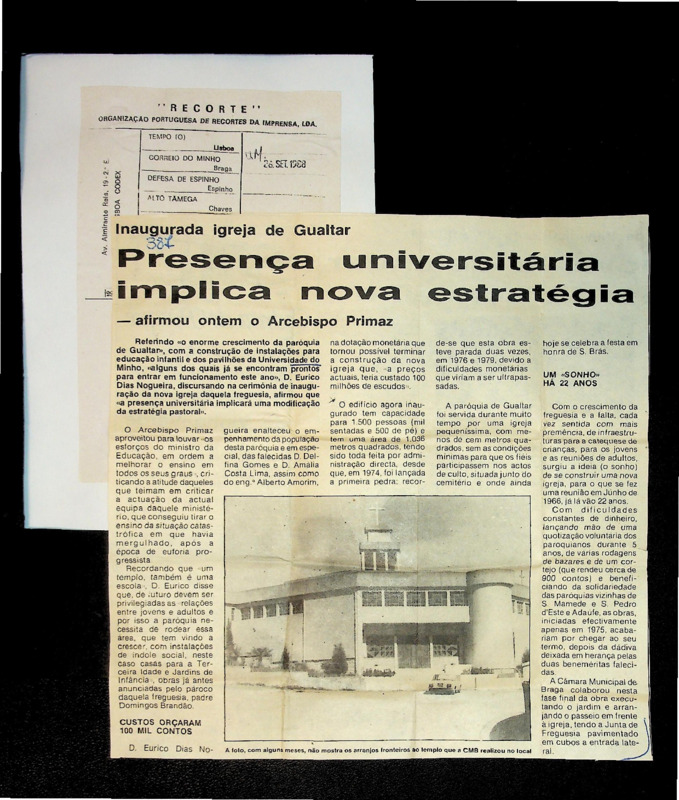 "RECORTE"
ORGANIZAÇÃO PORTUGUESA DE RECORTES DA IMPRENSA, LDA.
TEMPO (O)
Lisboa
CORREIO DO MINHO
Braga
DEFESA DE ESPINHO
Espinho
ALTO TÂMEGA
Chaves
26. SET. 1988
Av. Almirante Reis, 19 - 2.º E.
LISBOA CODEX
387
Inaugurada igreja de Gualtar
Presença universitária
implica nova estratégia
— afirmou ontem o Arcebispo Primaz
Referindo «o enorme crescimento da paróquia
de Gualtar», com a construção de instalações para
educação infantil e dos pavilhões da Universidade do
Minho, «alguns dos quais já se encontram prontos
para entrar em funcionamento este ano», D. Eurico
Dias Nogueira, discursando na cerimónia de inaugu-
ração da nova igreja daquela freguesia, afirmou que
«a presença universitária implicará uma modificação
da estratégia pastoral».
O Arcebispo Primaz
aproveitou para louvar «os
esforços do ministro da
Educação, em ordem a
melhorar o ensino em
todos os seus graus», cri-
ticando a atitude daqueles
que teimam em criticar
a actuação da actual
equipa daquele ministé-
rio, que conseguiu tirar o
ensino da situação catas-
trófica em que havia
mergulhado, após a
época de euforia pro-
gressista
Recordando que «um
templo, também é uma
escola», D. Eurico disse
que, de futuro devem ser
privilegiadas as «relações
entre jovens e adultos e
por isso a paróquia ne-
cessita de rodear essa
área, que tem vindo a
crescer, com instalações
de índole social, neste
caso casas para a Ter-
ceira Idade e Jardins de
Infância», obras já antes
anunciadas pelo pároco
daquela freguesia, padre
Domingos Brandão.
CUSTOS ORÇARAM
100 MIL CONTOS
D. Eurico Dias No-
gueira enalteceu o em-
penhamento da população
desta paróquia e em espe-
cial, das falecidas D. Del-
fina Gomes e D. Amália
Costa Lima, assim como
do eng.º Alberto Amorim,
na dotação monetária que
tornou possível terminar
a construção da nova
igreja que, «a preços
actuais, teria custado 100
milhões de escudos».
O edifício agora inau-
gurado tem capacidade
para 1.500 pessoas (mil
sentadas e 500 de pé) e
tem uma área de 1.036
metros quadrados, tendo
sido toda feita por admi-
nistração directa, desde
que, em 1974, foi lançada
a primeira pedra; recor-
de-se que esta obra es-
teve parada duas vezes,
em 1976 e 1979, devido a
dificuldades monetárias
que viriam a ser ultrapas-
sadas.
A paróquia de Gualtar
foi servida durante muito
tempo por uma igreja
pequeníssima, com me-
nos de cem metros qua-
drados, sem as condições
mínimas para que os fiéis
participassem nos actos
de culto, situada junto do
cemitério e onde ainda
hoje se celebra a festa em
honra de S. Brás.
UM «SONHO»
HÁ 22 ANOS
Com o crescimento da
freguesia e a falta, cada
vez sentida com mais
premência, de infraestru-
turas para a catequese de
crianças, para os jovens
e as reuniões de adultos,
surgiu a ideia (o sonho)
de se construir uma nova
igreja, para o que se fez
uma reunião em Junho de
1966, já lá vão 22 anos.
Com dificuldades
constantes de dinheiro,
lançando mão de uma
quotização voluntária dos
paroquianos durante 5
anos, de várias rodagens
de bazares e de um cor-
tejo (que rendeu cerca de
900 contos) e benefici-
ando da solidariedade
das paróquias vizinhas de
S. Mamede e S. Pedro
d'Este e Adaúfe, as obras,
iniciadas efectivamente
apenas em 1975, acaba-
riam por chegar ao seu
termo, depois da dádiva
deixada em herança pelas
duas beneméritas faleci-
das.
A Câmara Municipal de
Braga colaborou nesta
fase final da obra execu-
tando o jardim e arran-
jando o passeio em frente
à igreja, tendo a Junta de
Freguesia pavimentado
em cubos a entrada late-
ral.
A foto, com alguns meses, não mostra os arranjos fronteiros ao templo que a CMB realizou no local